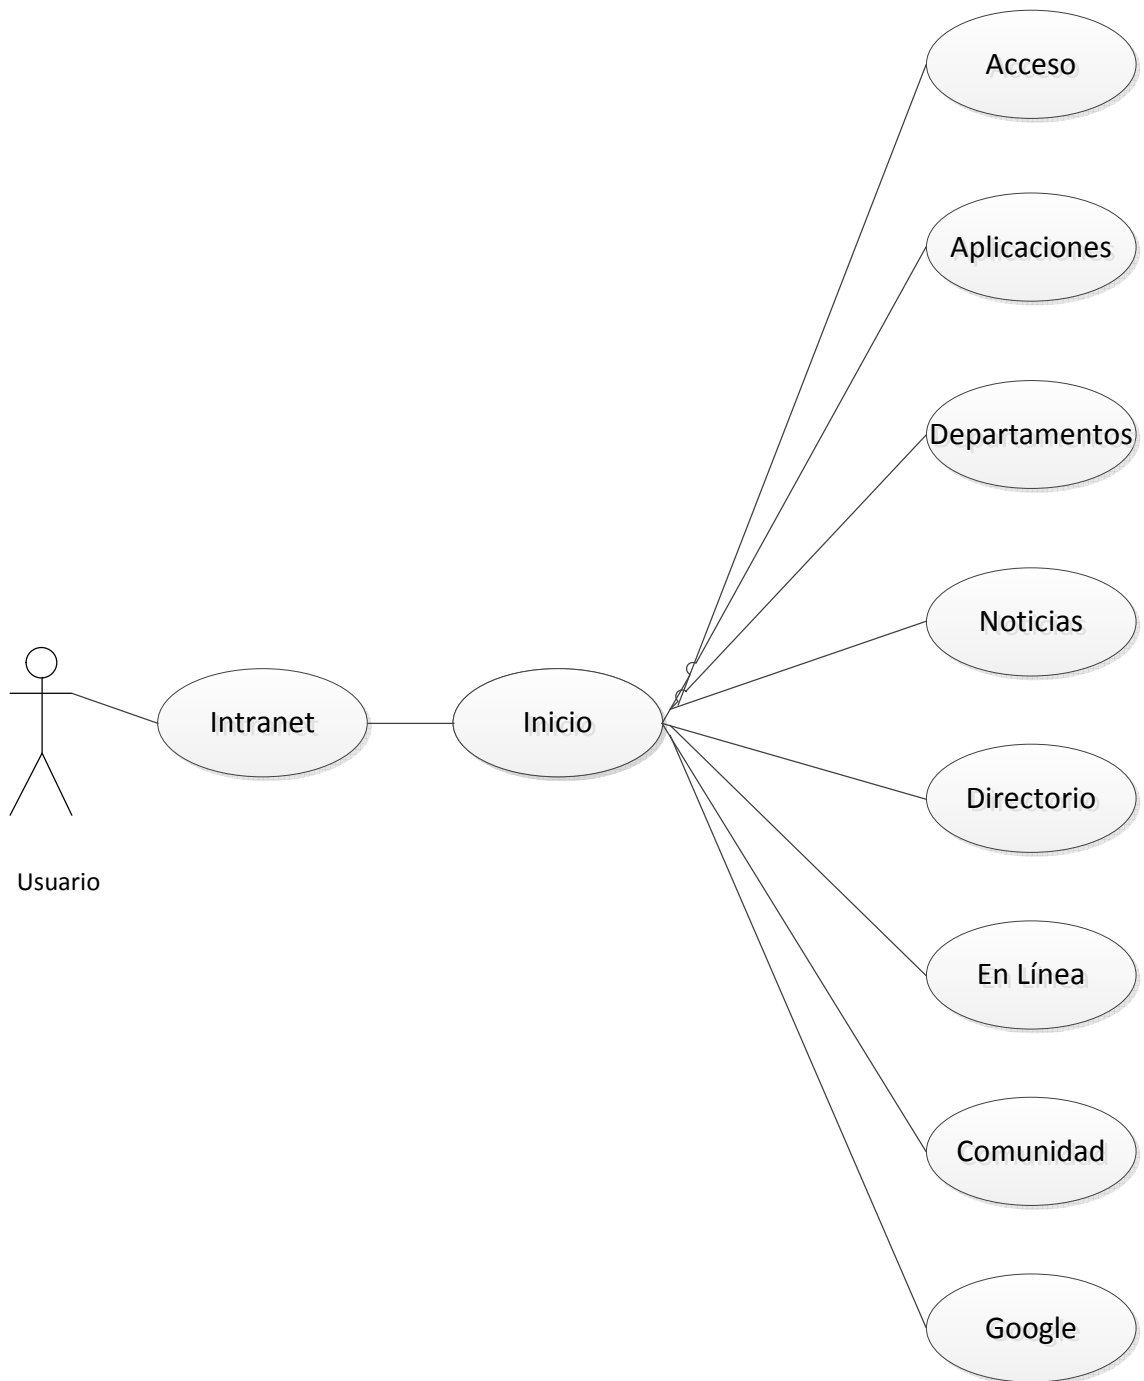 Acceso
Aplicaciones
Departamentos
Noticias
Intranet
Inicio
Directorio
Usuario
En Línea
Comunidad
Google